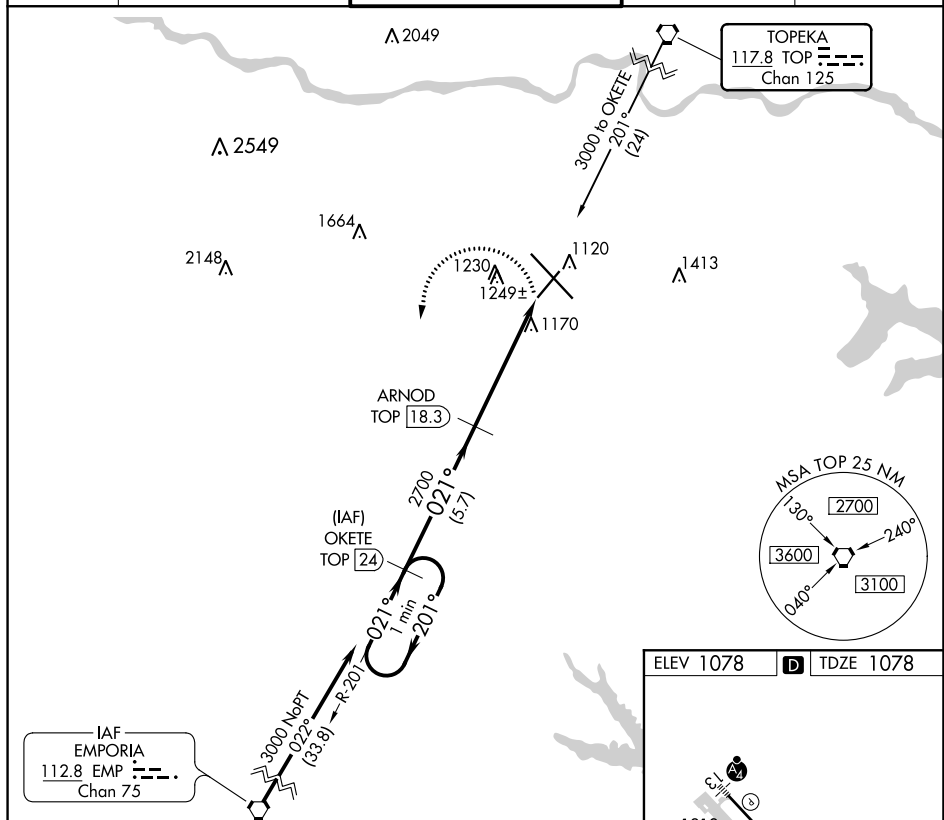 2049
TOPEKA
117.8 TOP
Chan 125
3000 to OKETE
201°
(24)
2549
1664
2148
1230
1249±
1120
1413
1170
ARNOD
TOP 18.3
2700
021°
(5.7)
(IAF)
OKETE
TOP 24
021°
1 min
201°
R-201
3000 NoPT
022°
(33.8)
IAF
EMPORIA
112.8 EMP
Chan 75
MSA TOP 25 NM
130°
2700
240°
3600
3100
040°
ELEV 1078 D TDZE 1078
A4
13
P